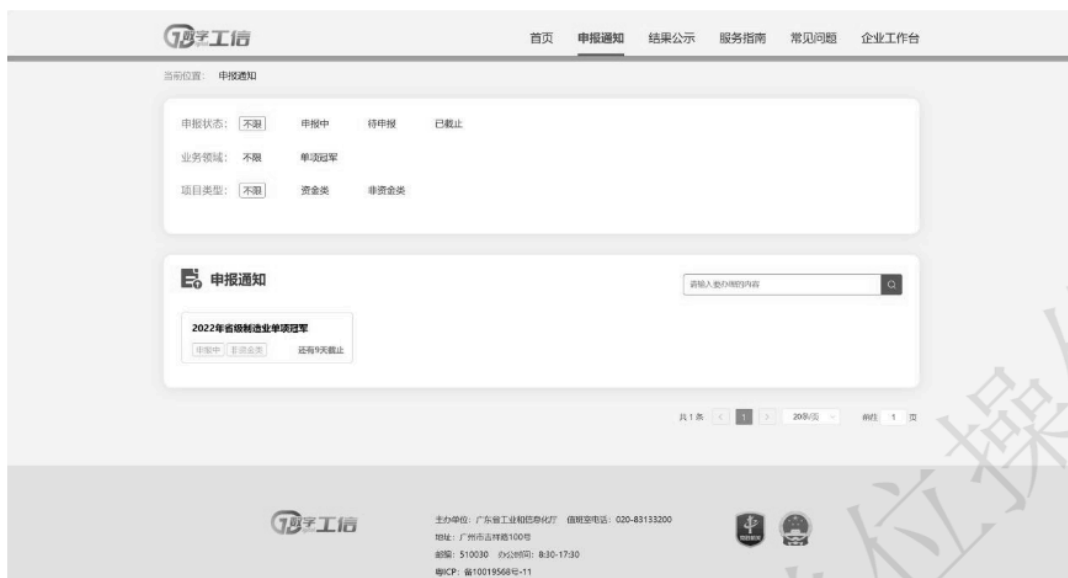 数字工信
首页 申报通知 结果公示 服务指南 常见问题 企业工作台
当前位置： 申报通知
申报状态： 不限 申报中 待申报 已截止
业务领域： 不限 单项冠军
项目类型： 不限 资金类 非资金类
申报通知
请输入要办理的内容
2022年省级制造业单项冠军
申报中 非资金类 还有9天截止
共 1 条 < 1 > 20条/页 前往 1 页
数字工信
主办单位：广东省工业和信息化厅 值班室电话：020-83133200
地址：广州市吉祥路100号
邮编：510030 办公时间：8:30-17:30
粤ICP：备10019568号-11
位操